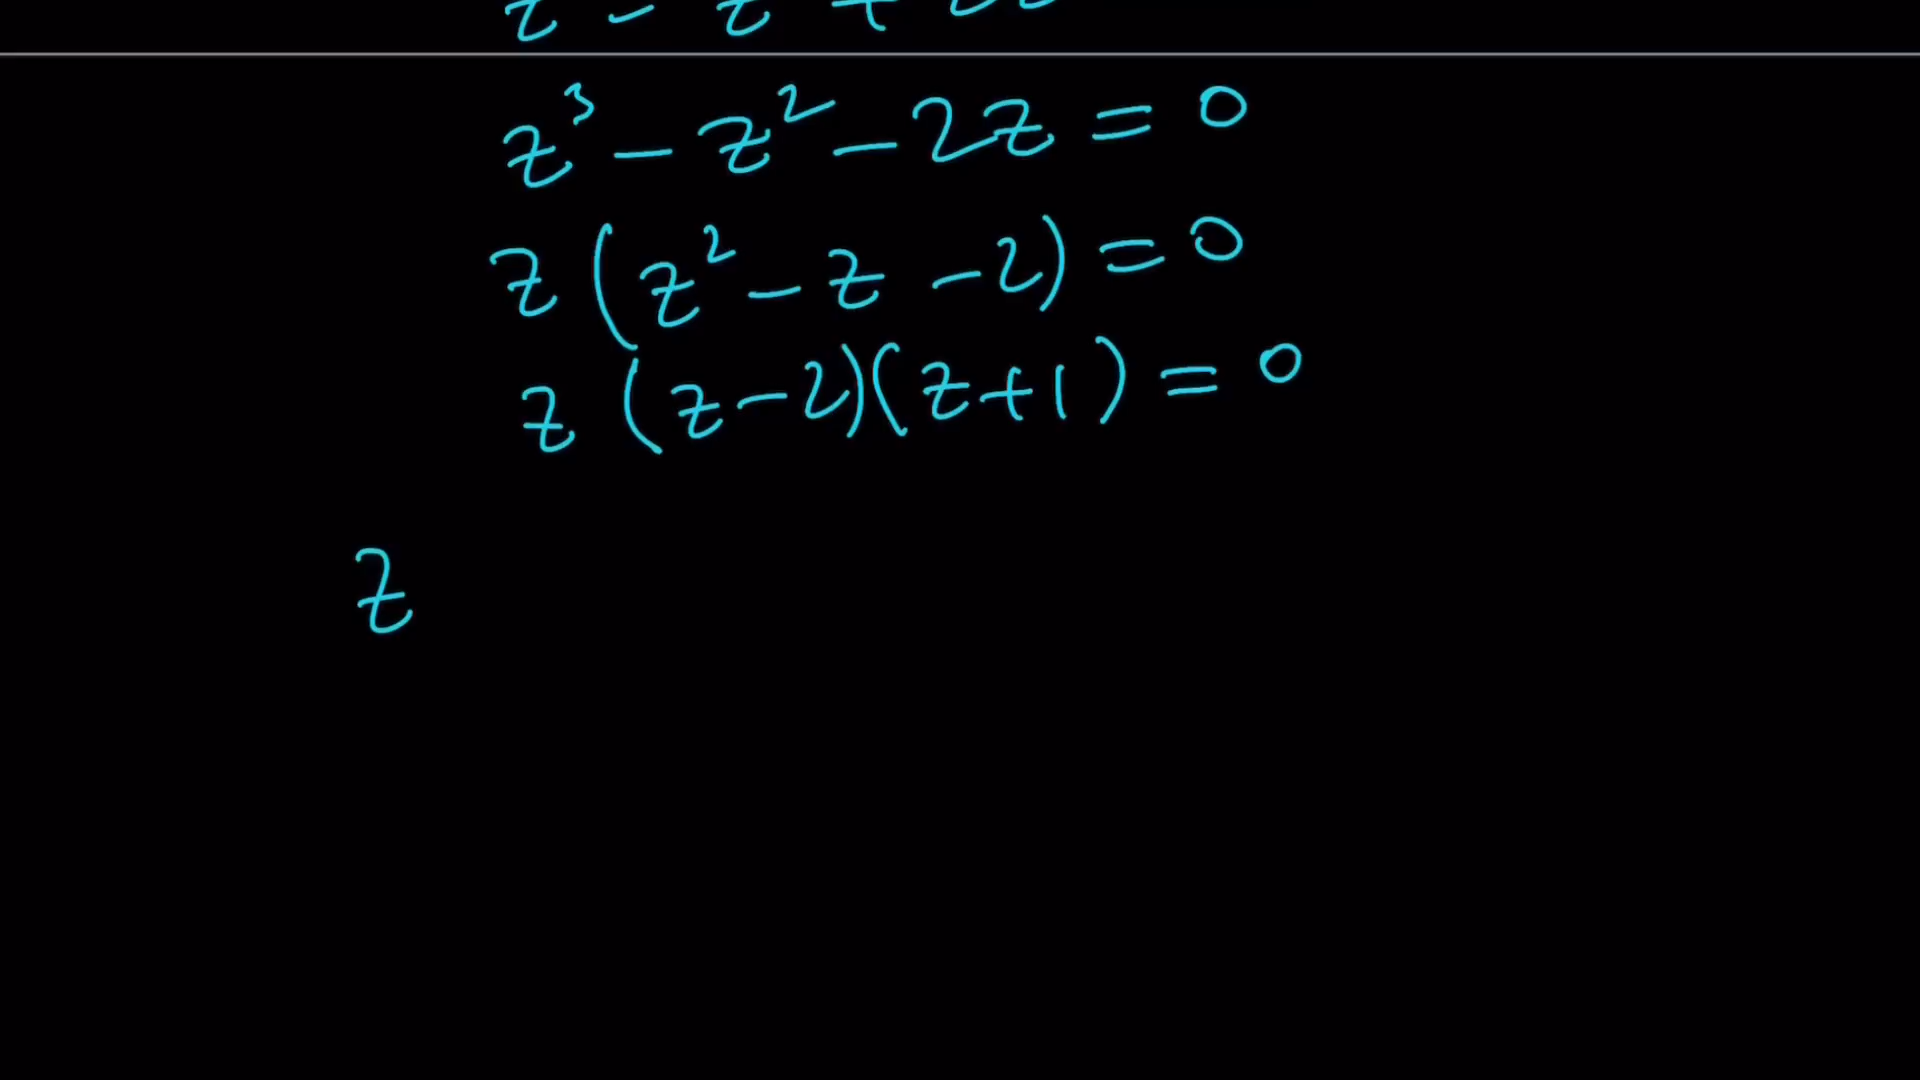 z³ - z² - 2z = 0
z (z² - z - 2) = 0
z (z - 2)(z + 1) = 0
z